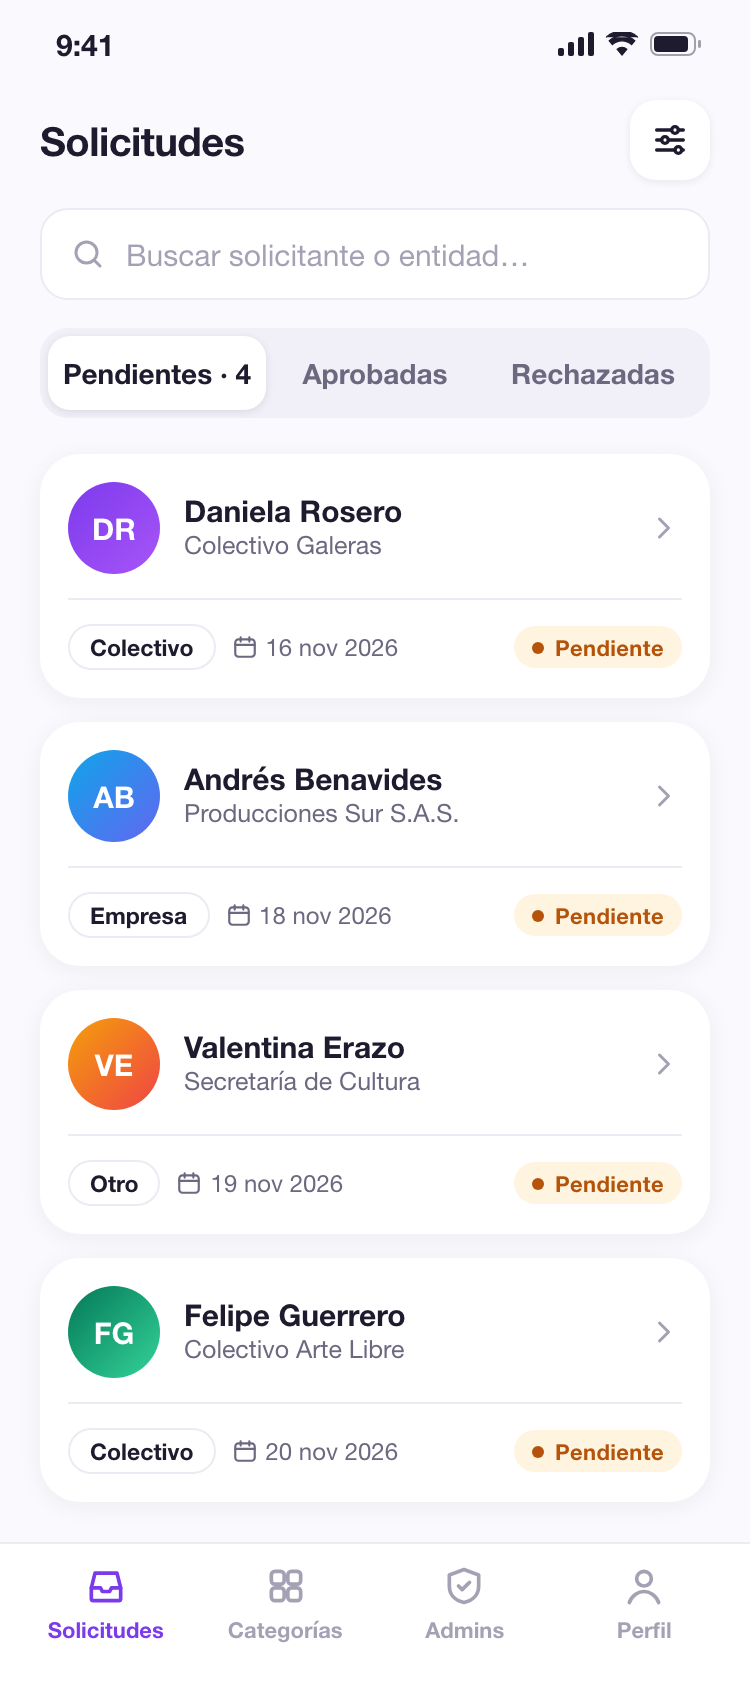 9:41
Solicitudes
Buscar solicitante o entidad...
Pendientes · 4 Aprobadas Rechazadas
DR
Daniela Rosero
Colectivo Galeras
Colectivo 16 nov 2026 Pendiente
AB
Andrés Benavides
Producciones Sur S.A.S.
Empresa 18 nov 2026 Pendiente
VE
Valentina Erazo
Secretaría de Cultura
Otro 19 nov 2026 Pendiente
FG
Felipe Guerrero
Colectivo Arte Libre
Colectivo 20 nov 2026 Pendiente
Solicitudes Categorías Admins Perfil